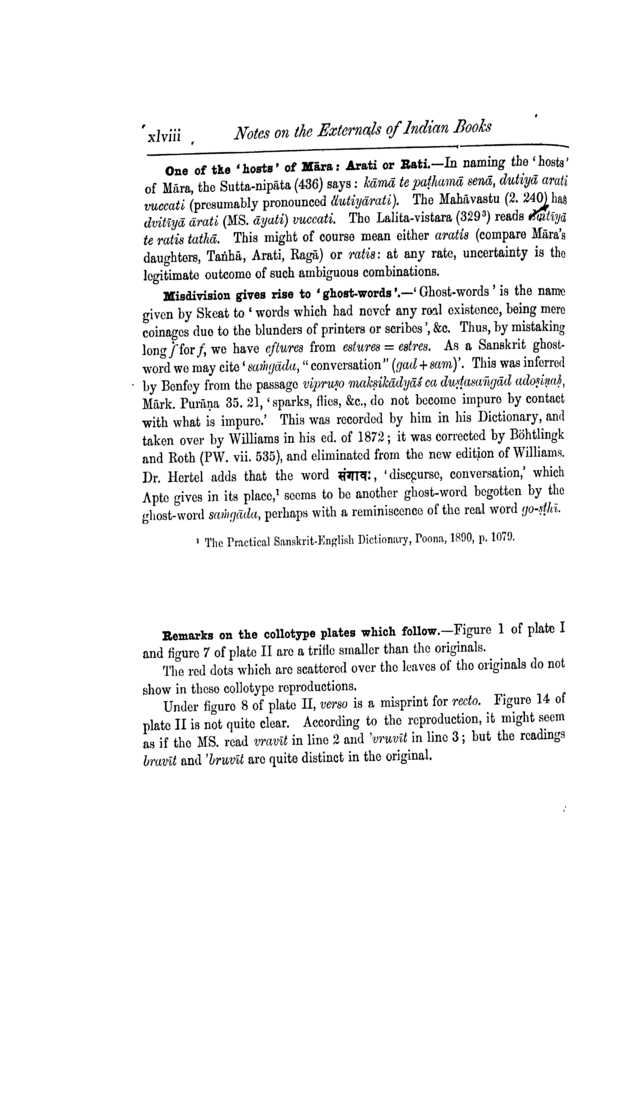 xlviii Notes on the Externals of Indian Books
One of the ‘hosts’ of Māra: Arati or Rati.—In naming the ‘hosts’
of Māra, the Sutta-nipāta (436) says: kāmā te paṭhamā senā, dutiyā arati
vuccati (presumably pronounced dutiyārati). The Mahāvastu (2. 240) has
dvitīyā ārati (MS. āyati) vuccati. The Lalita-vistara (329³) reads
te ratis tathā. This might of course mean either aratis (compare Māra's
daughters, Taṅhā, Arati, Ragā) or ratis: at any rate, uncertainty is the
legitimate outcome of such ambiguous combinations.
Misdivision gives rise to ‘ghost-words’.—‘Ghost-words’ is the name
given by Skeat to ‘words which had never any real existence, being mere
coinages due to the blunders of printers or scribes’, &c. Thus, by mistaking
long ʃ for f, we have eftures from estures = estres. As a Sanskrit ghost-
word we may cite ‘saṁgāda, “conversation” (gad + sam)’. This was inferred
by Benfey from the passage vipruṣo makṣikādyāś ca duṣṭasaṅgād adoṣiṇaḥ,
Mārk. Purāṇa 35. 21, ‘sparks, flies, &c., do not become impure by contact
with what is impure.’ This was recorded by him in his Dictionary, and
taken over by Williams in his ed. of 1872; it was corrected by Böhtlingk
and Roth (PW. vii. 535), and eliminated from the new edition of Williams.
Dr. Hertel adds that the word संगावः, ‘discourse, conversation,’ which
Apte gives in its place,¹ seems to be another ghost-word begotten by the
ghost-word saṁgāda, perhaps with a reminiscence of the real word go-ṣṭhī.
¹ The Practical Sanskrit-English Dictionary, Poona, 1890, p. 1079.
Remarks on the collotype plates which follow.—Figure 1 of plate I
and figure 7 of plate II are a trifle smaller than the originals.
The red dots which are scattered over the leaves of the originals do not
show in these collotype reproductions.
Under figure 8 of plate II, verso is a misprint for recto. Figure 14 of
plate II is not quite clear. According to the reproduction, it might seem
as if the MS. read vravīt in line 2 and ’vruvīt in line 3; but the readings
bravīt and ’bruvīt are quite distinct in the original.